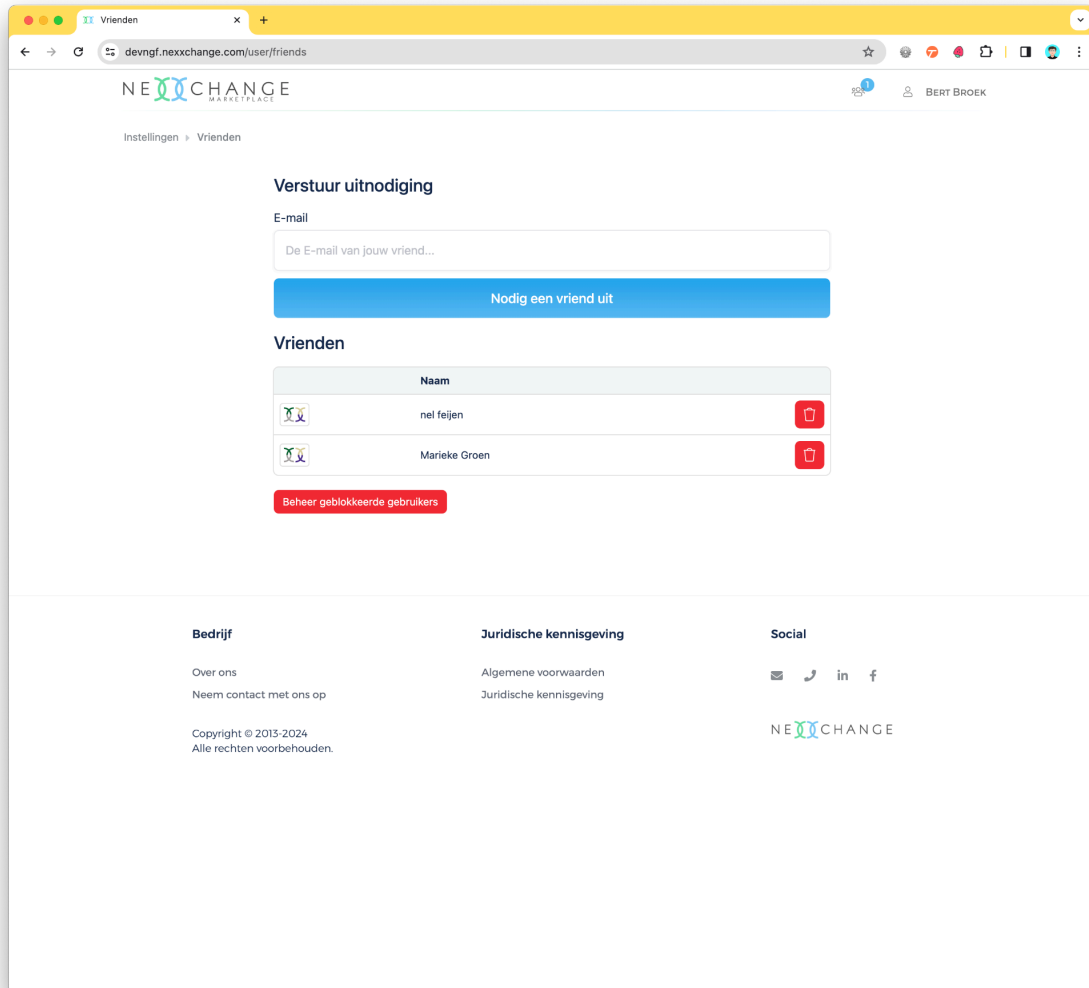 Vrienden
devngf.nexxchange.com/user/friends
NEXXCHANGE
MARKETPLACE
1
BERT BROEK
Instellingen Vrienden
Verstuur uitnodiging
E-mail
De E-mail van jouw vriend...
Nodig een vriend uit
Vrienden
Naam
nel feijen
Marieke Groen
Beheer geblokkeerde gebruikers
Bedrijf
Over ons
Neem contact met ons op
Copyright © 2013-2024
Alle rechten voorbehouden.
Juridische kennisgeving
Algemene voorwaarden
Juridische kennisgeving
Social
NEXXCHANGE